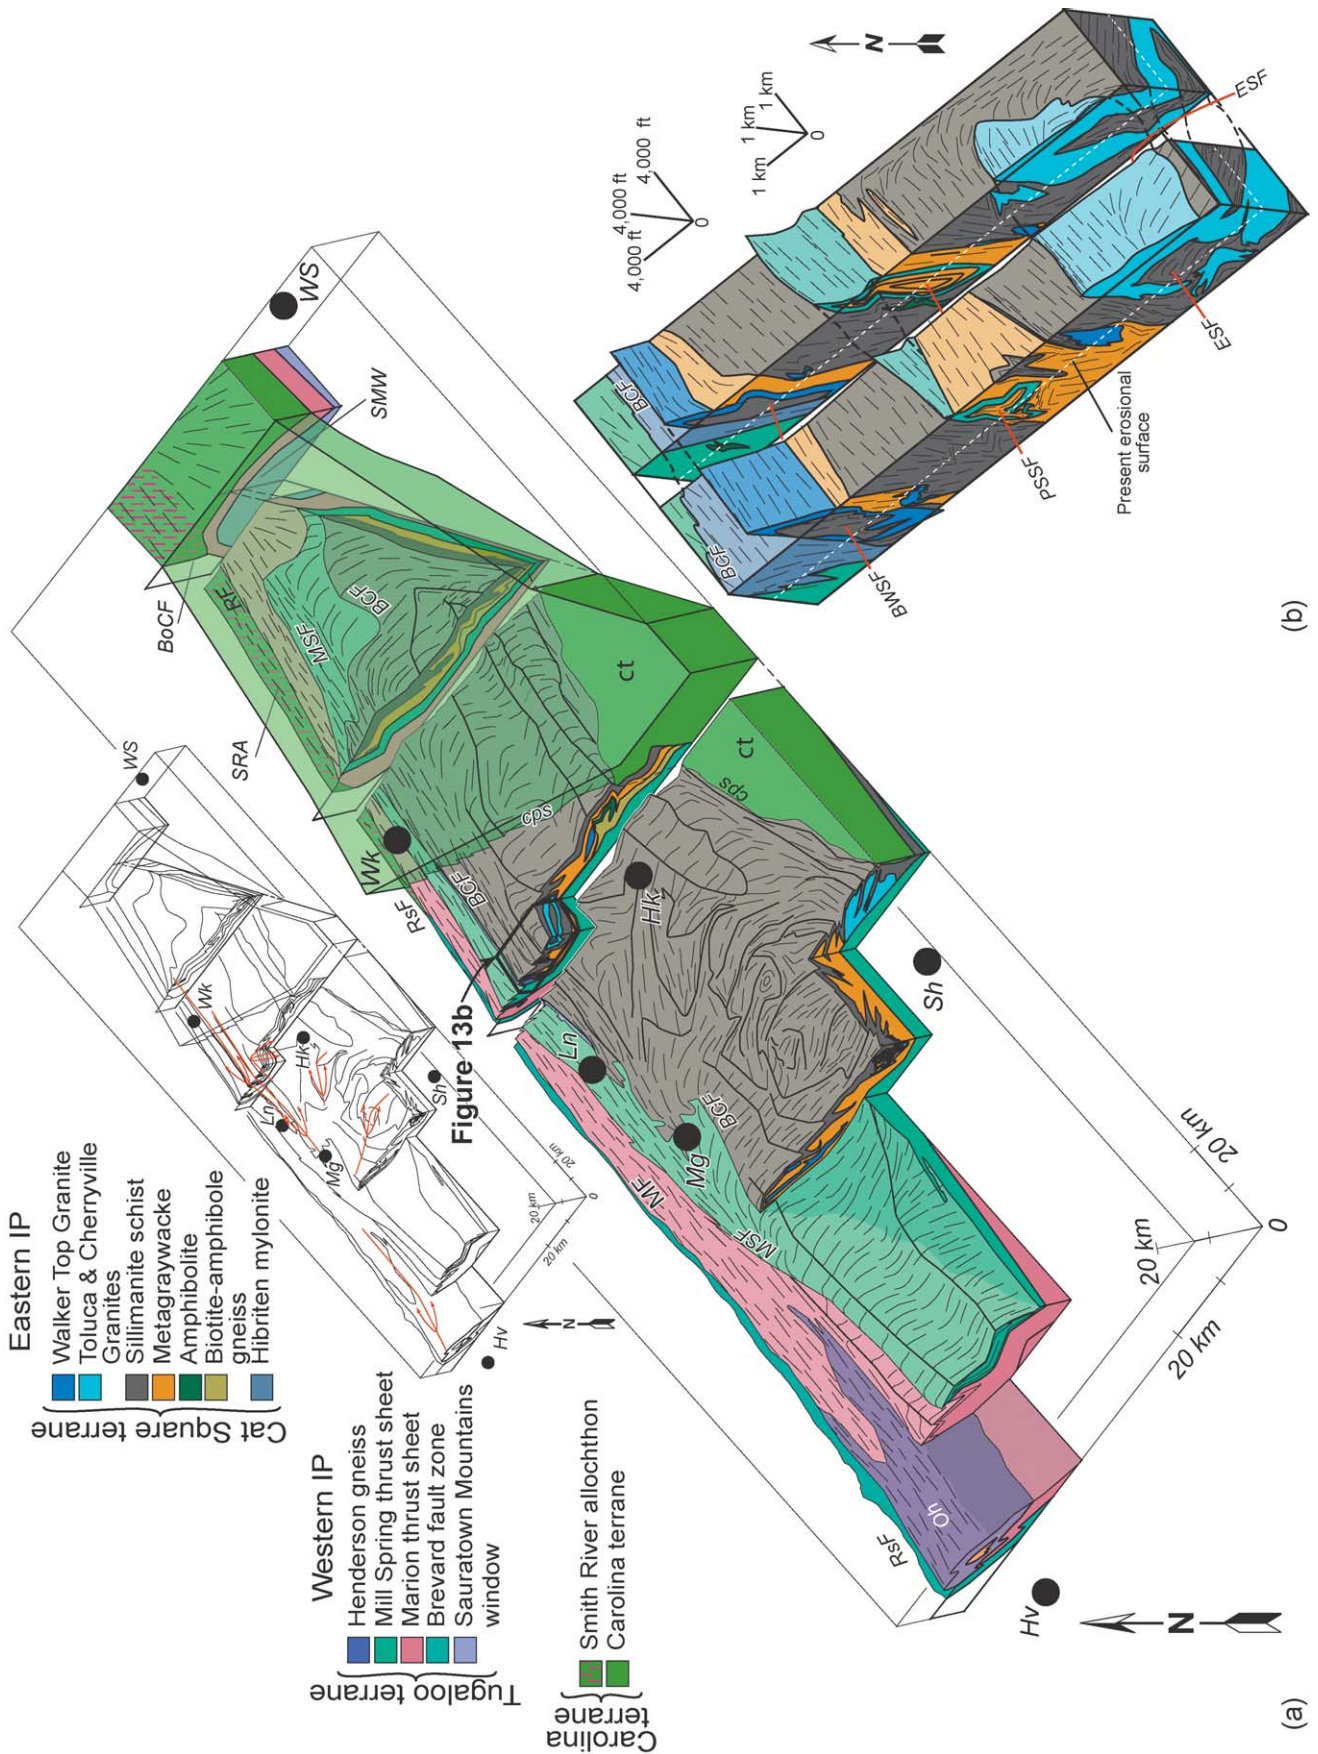 Eastern IP
Walker Top Granite
Toluca & Cherryville
Granites
Sillimanite schist
Metagraywacke
Amphibolite
Biotite-amphibole
gneiss
Hibriten mylonite
Cat Square terrane
Western IP
Henderson gneiss
Mill Spring thrust sheet
Marion thrust sheet
Brevard fault zone
Sauratown Mountains
window
Tugaloo terrane
Smith River allochthon
Carolina terrane
Carolina
terrane
WS
Wk
Hk
Ln
Mg
Sh
Hv
N
20 km
20 km
20 km
0
Figure 13b
WS
SMW
BoCF
RF
MSF
BCF
SRA
ct
Wk
cps
RsF
BCF
ct
cps
Hk
Ln
Mg
BCF
MF
MSF
Sh
Oh
RsF
Hv
N
20 km
20 km
20 km
0
(a)
N
1 km
1 km
1 km
0
4,000 ft
4,000 ft
4,000 ft
0
BCF
BCF
ESF
ESF
PSSF
BWSF
Present erosional
surface
(b)